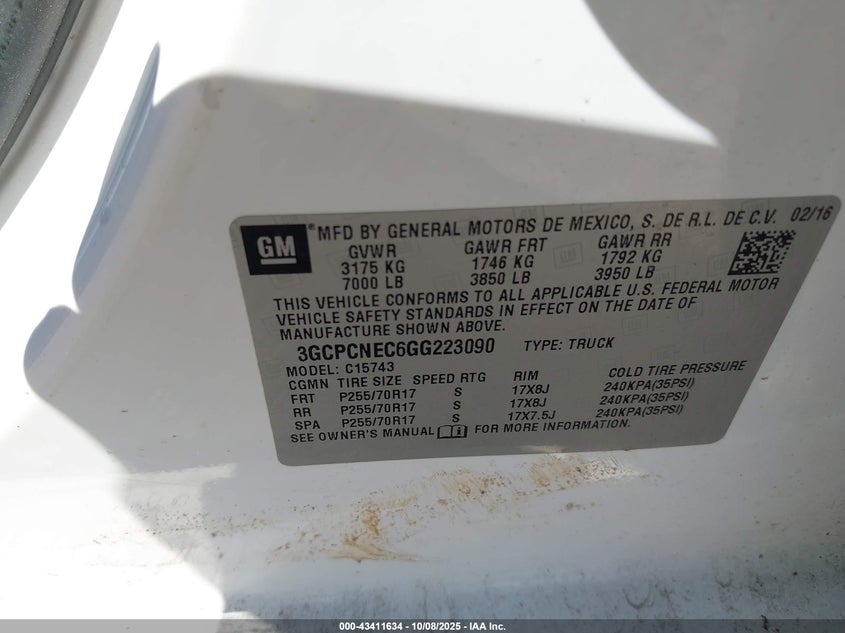 GM ® MFD BY GENERAL MOTORS DE MEXICO, S. DE R.L. DE C.V. 02/16
GVWR GAWR FRT GAWR RR
3175 KG 1746 KG 1792 KG
7000 LB 3850 LB 3950 LB
THIS VEHICLE CONFORMS TO ALL APPLICABLE U.S. FEDERAL MOTOR
VEHICLE SAFETY STANDARDS IN EFFECT ON THE DATE OF
MANUFACTURE SHOWN ABOVE.
3GCPCNEC6GG223090 TYPE: TRUCK
MODEL: C15743
CGMN TIRE SIZE SPEED RTG RIM COLD TIRE PRESSURE
FRT P255/70R17 S 17X8J 240KPA(35PSI)
RR P255/70R17 S 17X8J 240KPA(35PSI)
SPA P255/70R17 S 17X7.5J 240KPA(35PSI)
SEE OWNER'S MANUAL FOR MORE INFORMATION.
000-43411634 - 10/08/2025 - IAA Inc.